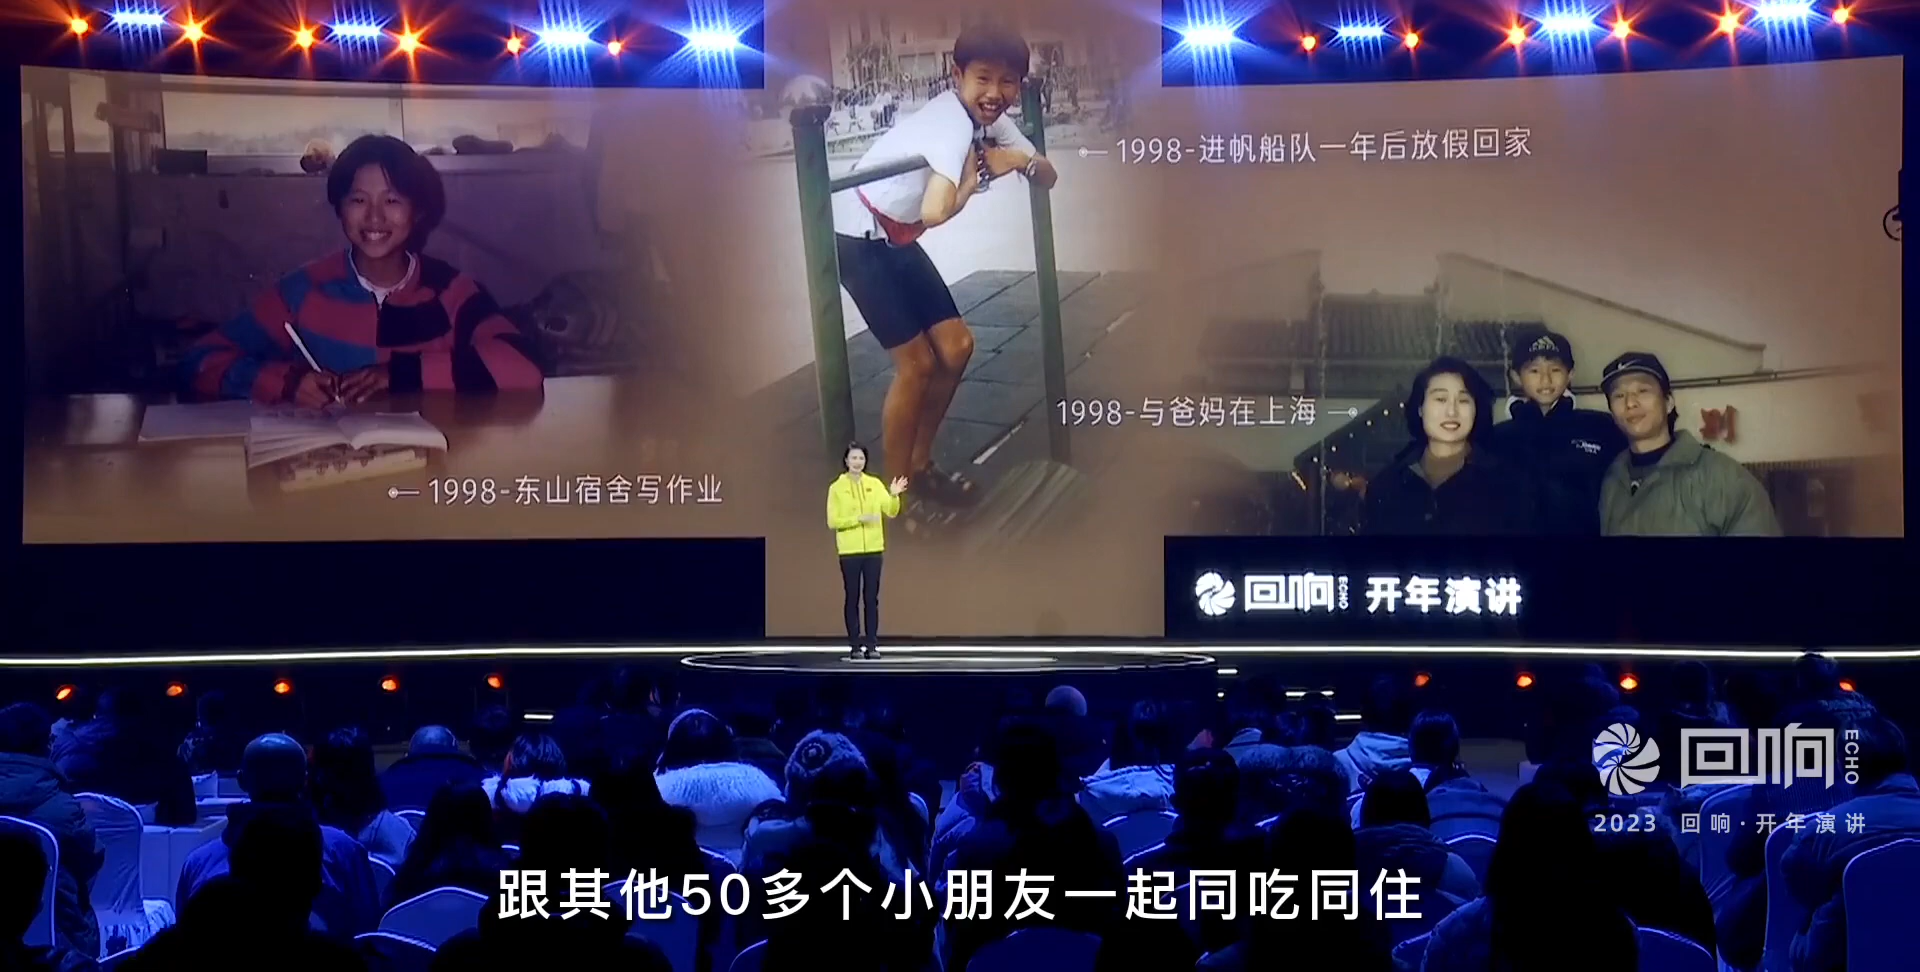 1998-进帆船队一年后放假回家
1998-与爸妈在上海
1998-东山宿舍写作业
回响 ECHO 开年演讲
回响 ECHO
2023 回响·开年演讲
跟其他50多个小朋友一起同吃同住